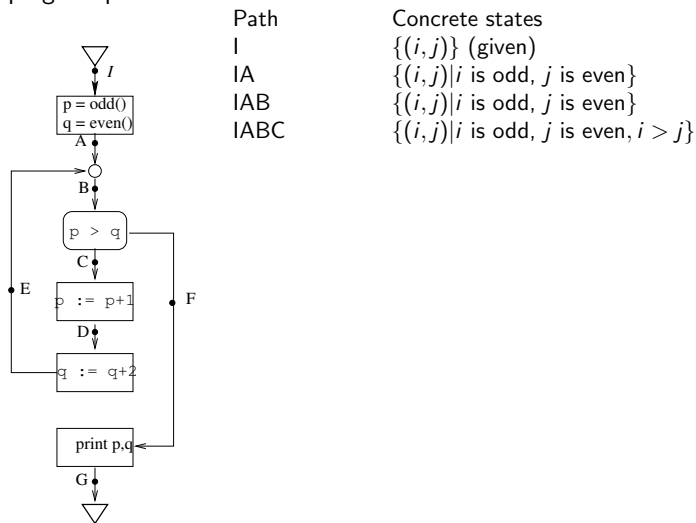 Path Concrete states
I {(i, j)} (given)
IA {(i, j)|i is odd, j is even}
IAB {(i, j)|i is odd, j is even}
IABC {(i, j)|i is odd, j is even, i > j}
I
p = odd()
q = even()
A
B
p > q
C
E
F
p := p+1
D
q := q+2
print p,q
G